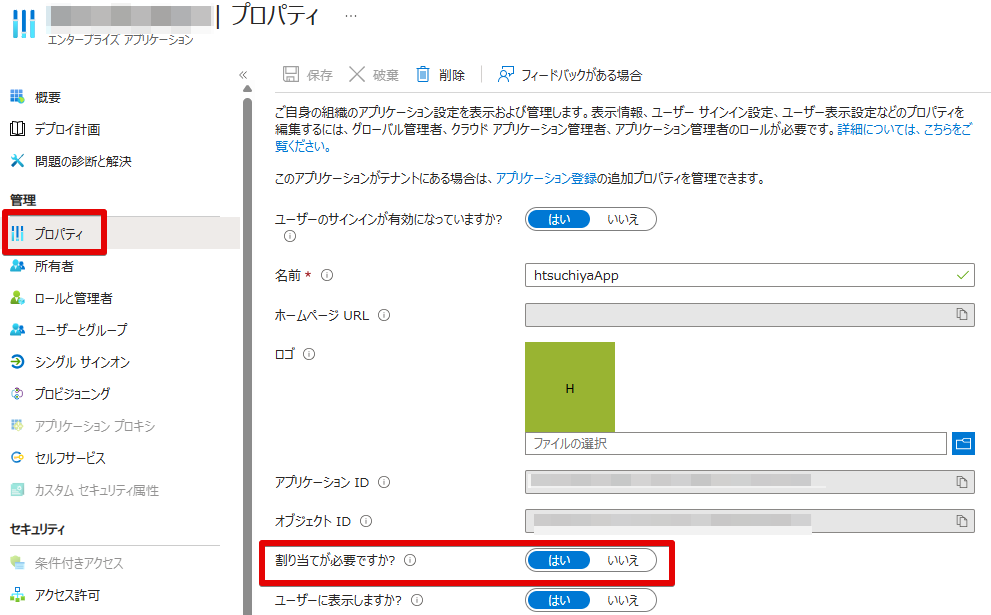 | プロパティ ...
エンタープライズ アプリケーション
«
概要
デプロイ計画
問題の診断と解決
管理
プロパティ
所有者
ロールと管理者
ユーザーとグループ
シングル サインオン
プロビジョニング
アプリケーション プロキシ
セルフサービス
カスタム セキュリティ属性
セキュリティ
条件付きアクセス
アクセス許可
保存 破棄 削除 フィードバックがある場合
ご自身の組織のアプリケーション設定を表示および管理します。表示情報、ユーザー サインイン設定、ユーザー表示設定などのプロパティを
編集するには、グローバル管理者、クラウド アプリケーション管理者、アプリケーション管理者のロールが必要です。詳細については、こちらをご
覧ください。
このアプリケーションがテナントにある場合は、アプリケーション登録の追加プロパティを管理できます。
ユーザーのサインインが有効になっていますか? はい いいえ
名前 * htsuchiyaApp
ホームページ URL
ロゴ
H
ファイルの選択
アプリケーション ID
オブジェクト ID
割り当てが必要ですか? はい いいえ
ユーザーに表示しますか? はい いいえ